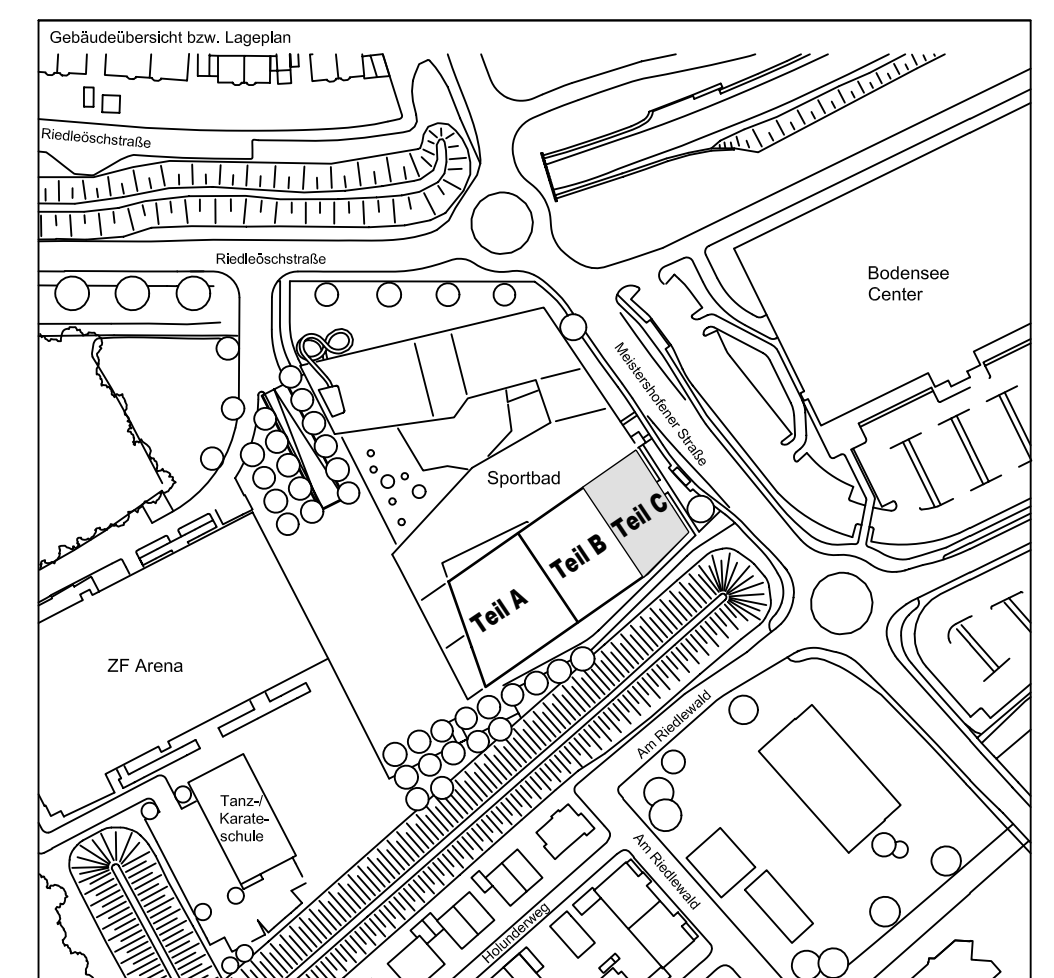 Gebäudeübersicht bzw. Lageplan
Riedleöschstraße
Riedleöschstraße
Bodensee
Center
Meistershofener Straße
Sportbad
Teil C
Teil B
Teil A
ZF Arena
Am Riedlewald
Tanz-/
Karate-
schule
Am Riedlewald
Holunderweg